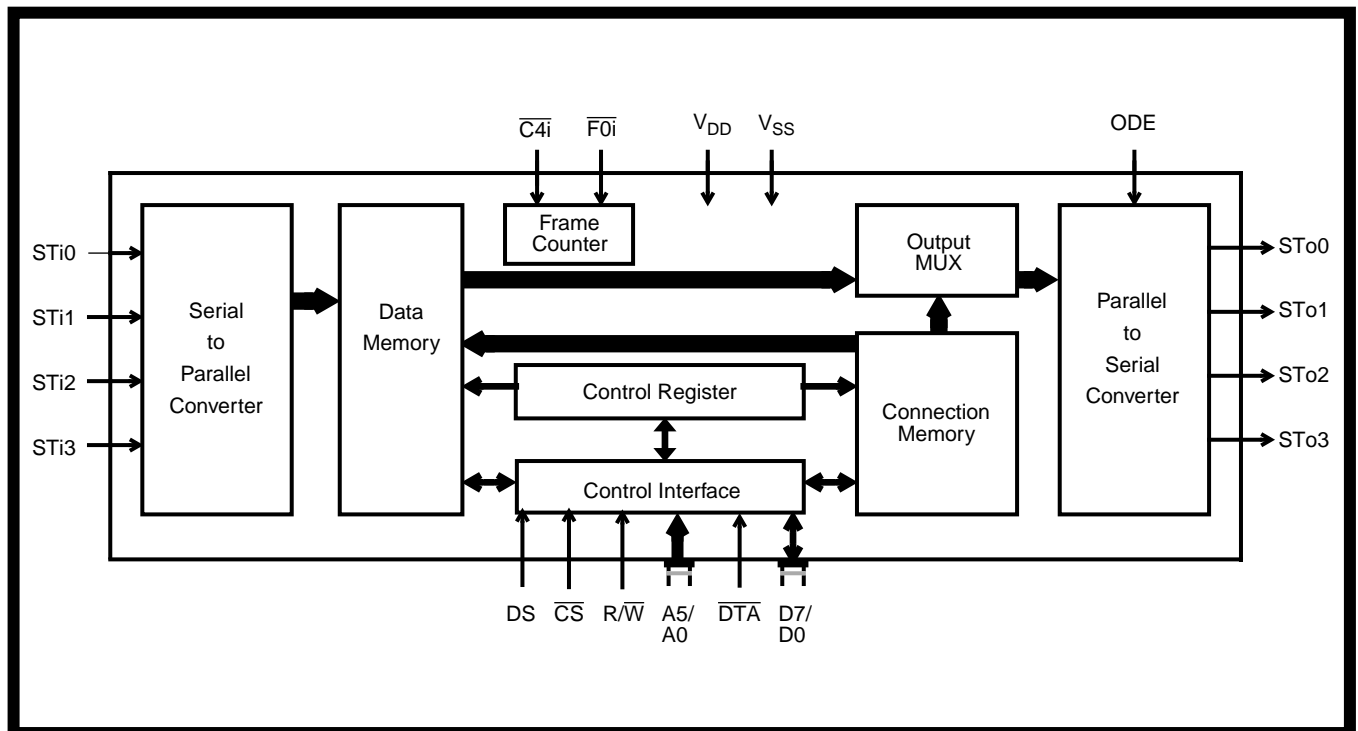 C4i
F0i
VDD
VSS
ODE
STi0
STi1
STi2
STi3
Serial
to
Parallel
Converter
Data
Memory
Frame
Counter
Output
MUX
Control Register
Connection
Memory
Control Interface
Parallel
to
Serial
Converter
STo0
STo1
STo2
STo3
DS
CS
R/W
A5/
A0
DTA
D7/
D0